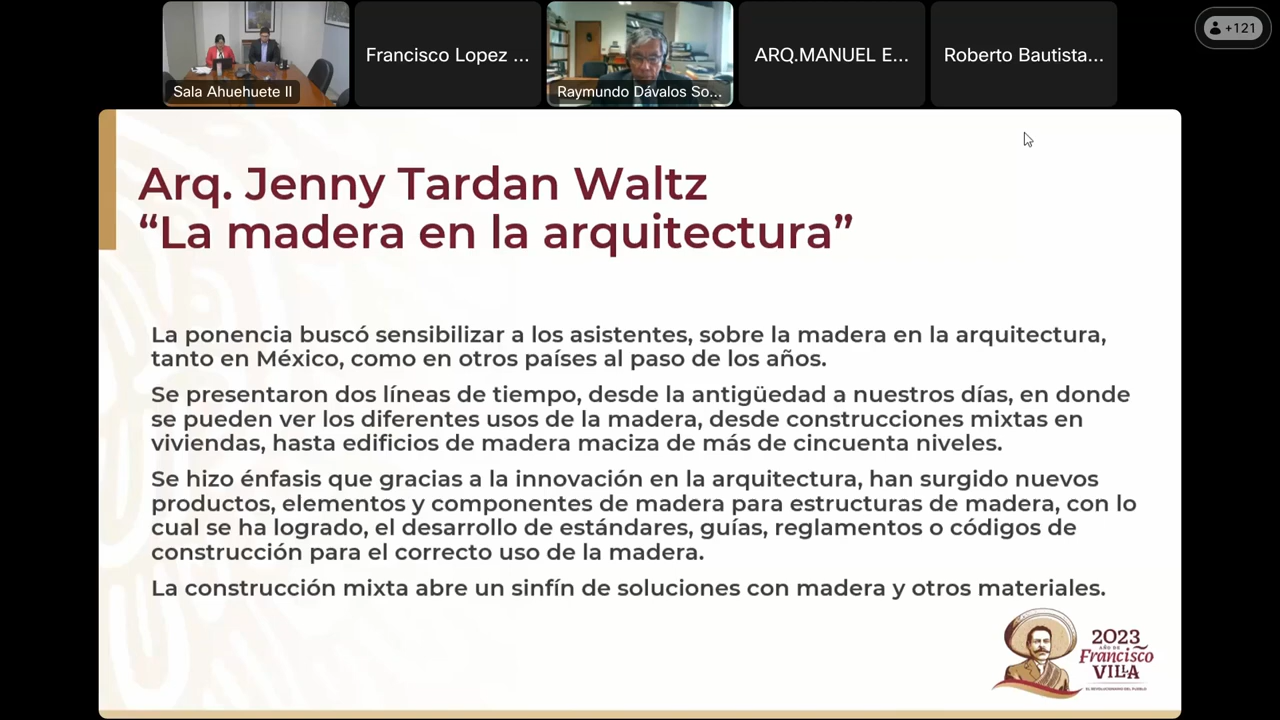 Sala Ahuehuete II
Francisco Lopez ...
Raymundo Dávalos So...
ARQ.MANUEL E...
Roberto Bautista...
+121
Arq. Jenny Tardan Waltz
“La madera en la arquitectura”
La ponencia buscó sensibilizar a los asistentes, sobre la madera en la arquitectura,
tanto en México, como en otros países al paso de los años.
Se presentaron dos líneas de tiempo, desde la antigüedad a nuestros días, en donde
se pueden ver los diferentes usos de la madera, desde construcciones mixtas en
viviendas, hasta edificios de madera maciza de más de cincuenta niveles.
Se hizo énfasis que gracias a la innovación en la arquitectura, han surgido nuevos
productos, elementos y componentes de madera para estructuras de madera, con lo
cual se ha logrado, el desarrollo de estándares, guías, reglamentos o códigos de
construcción para el correcto uso de la madera.
La construcción mixta abre un sinfín de soluciones con madera y otros materiales.
2023
AÑO DE
Francisco
VILLA
EL REVOLUCIONARIO DEL PUEBLO